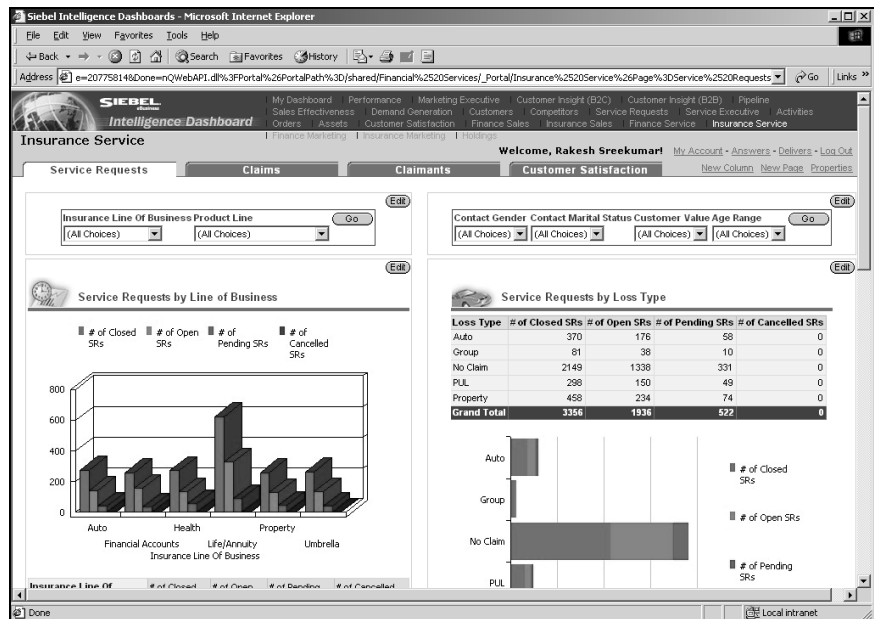 Siebel Intelligence Dashboards - Microsoft Internet Explorer
File Edit View Favorites Tools Help
Back Search Favorites History
Address e=20775814&Done=nQWebAPI.dll%3FPortal%26PortalPath%3D/shared/Financial%2520Services/_Portal/Insurance%2520Service%26Page%3DService%2520Requests Go Links »
SIEBEL
eBusiness
Intelligence Dashboard
My Dashboard | Performance | Marketing Executive | Customer Insight (B2C) | Customer Insight (B2B) | Pipeline
| Sales Effectiveness | Demand Generation | Customers | Competitors | Service Requests | Service Executive | Activities
| Orders | Assets | Customer Satisfaction | Finance Sales | Insurance Sales | Finance Service | Insurance Service
| Finance Marketing | Insurance Marketing | Holdings
Insurance Service
Welcome, Rakesh Sreekumar! My Account - Answers - Delivers - Log Out
Service Requests Claims Claimants Customer Satisfaction New Column New Page Properties
Edit
Insurance Line Of Business Product Line Go
(All Choices) (All Choices)
Edit
Contact Gender Contact Marital Status Customer Value Age Range Go
(All Choices) (All Choices) (All Choices) (All Choices)
Edit
Service Requests by Line of Business
# of Closed SRs # of Open SRs # of Pending SRs # of Cancelled SRs
800
600
400
200
0
Auto Health Property
Financial Accounts Life/Annuity Umbrella
Insurance Line Of Business
Insurance Line Of # of Closed # of Open # of Pending # of Cancelled
Edit
Service Requests by Loss Type
Loss Type # of Closed SRs # of Open SRs # of Pending SRs # of Cancelled SRs
Auto 370 176 58 0
Group 81 38 10 0
No Claim 2149 1338 331 0
PUL 298 150 49 0
Property 458 234 74 0
Grand Total 3356 1936 522 0
Auto
Group
No Claim
PUL
# of Closed SRs
# of Open SRs
# of Pending SRs
Done Local intranet